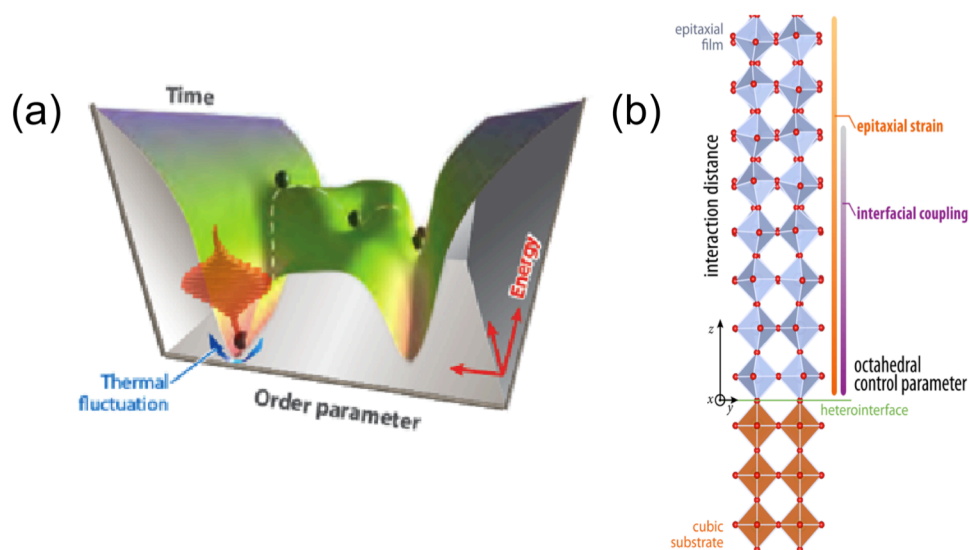 (a)
Time
Energy
Thermal
fluctuation
Order parameter
(b)
epitaxial
film
interaction distance
epitaxial strain
interfacial coupling
z
x
y
octahedral
control parameter
heterointerface
cubic
substrate